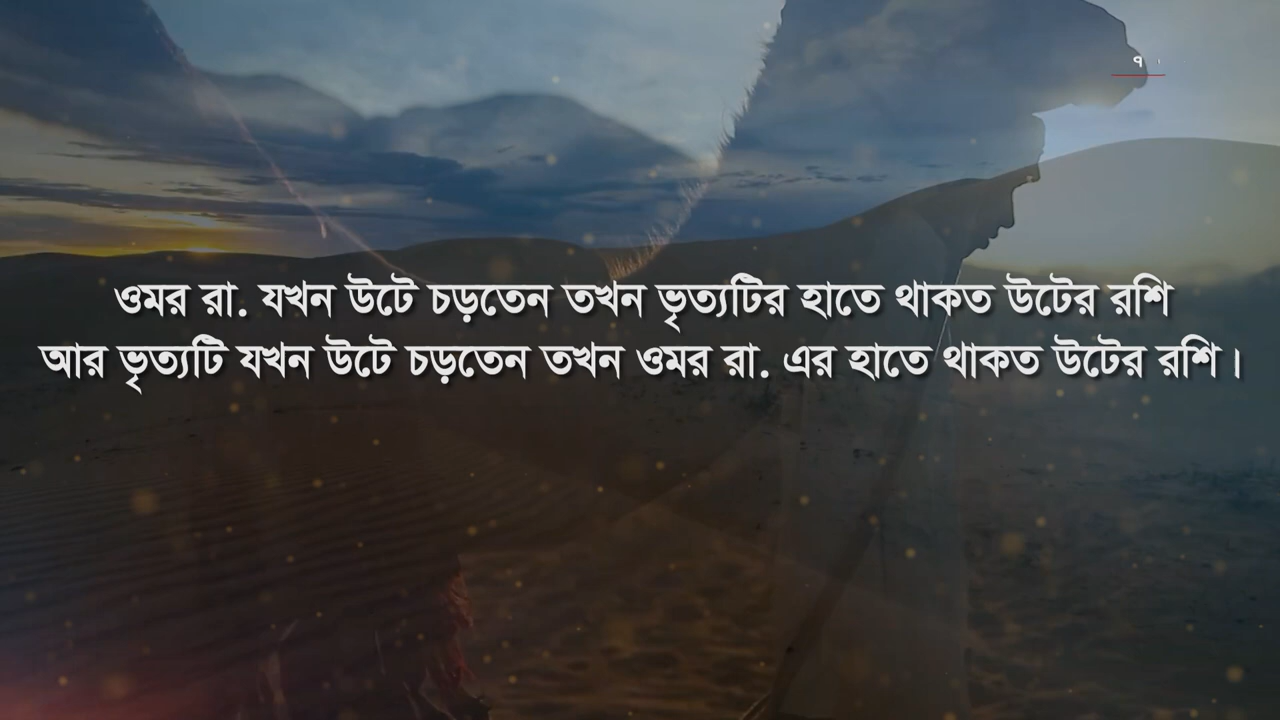 ৭
ওমর রা. যখন উটে চড়তেন তখন ভৃত্যটির হাতে থাকত উটের রশি
আর ভৃত্যটি যখন উটে চড়তেন তখন ওমর রা. এর হাতে থাকত উটের রশি।